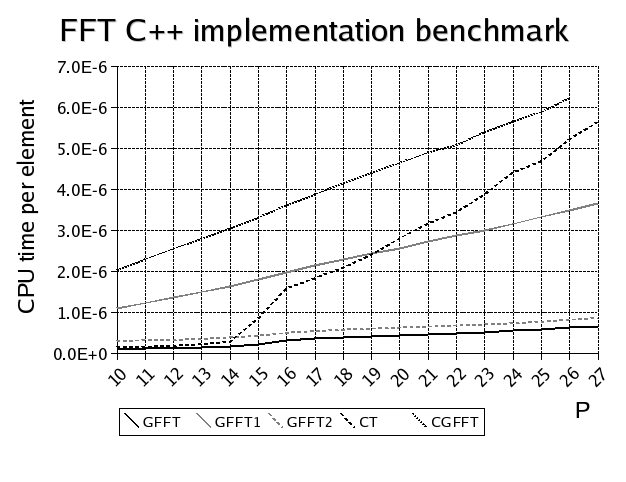 FFT C++ implementation benchmark
CPU time per element
7.0E-6
6.0E-6
5.0E-6
4.0E-6
3.0E-6
2.0E-6
1.0E-6
0.0E+0
10 11 12 13 14 15 16 17 18 19 20 21 22 23 24 25 26 27
P
GFFT GFFT1 GFFT2 CT CGFFT